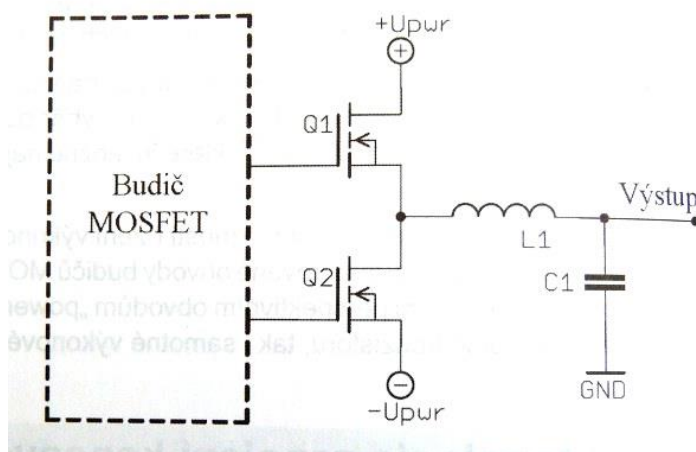 +Upwr
Q1
Budič
MOSFET
Výstup
L1
Q2
C1
GND
-Upwr